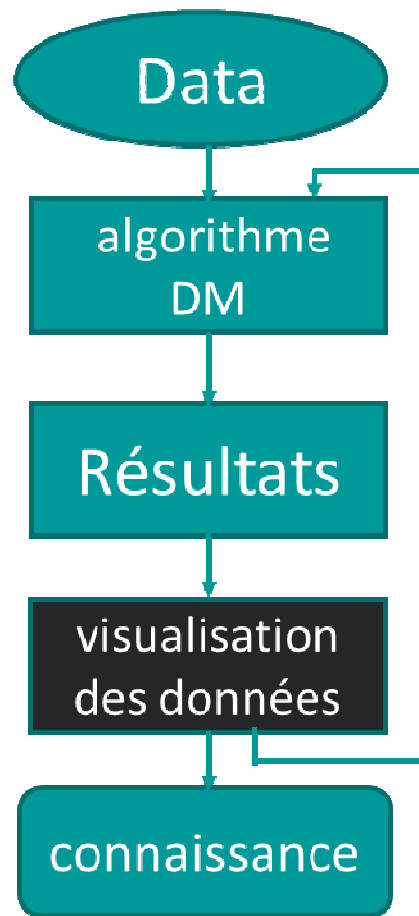 Data
algorithme
DM
Résultats
visualisation
des données
connaissance